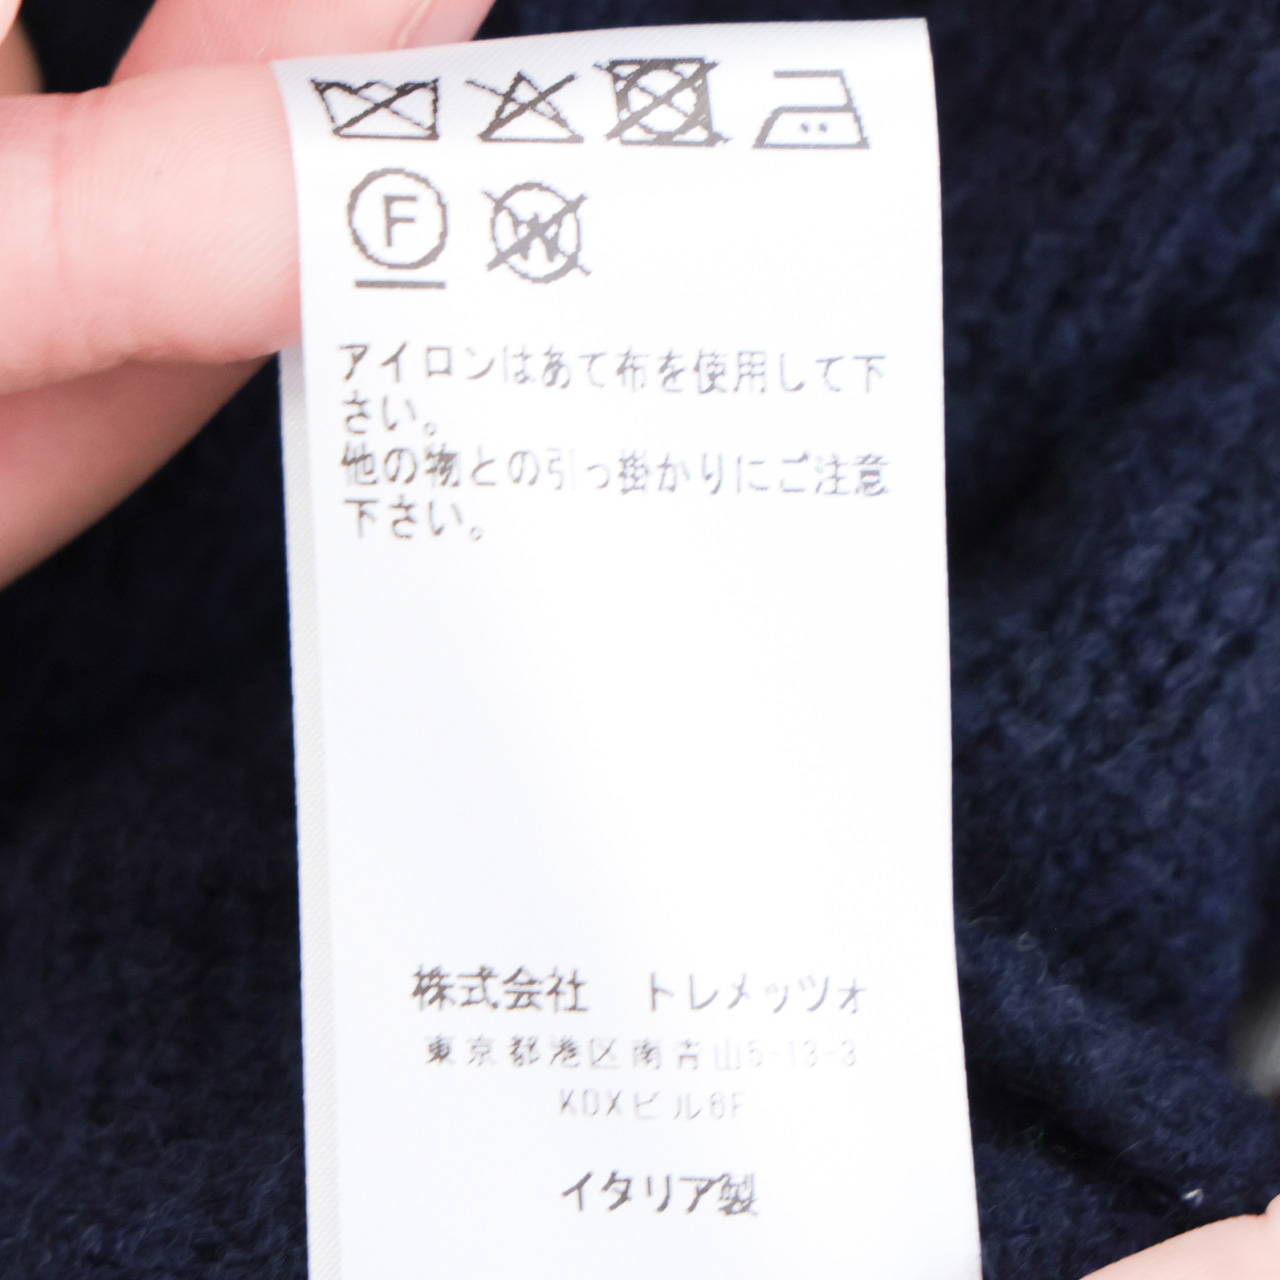 F W
アイロンはあて布を使用して下
さい。
他の物との引っ掛かりにご注意
下さい。
株式会社　トレメッツォ
東京都港区南青山5-13-3
KDXビル6F
イタリア製